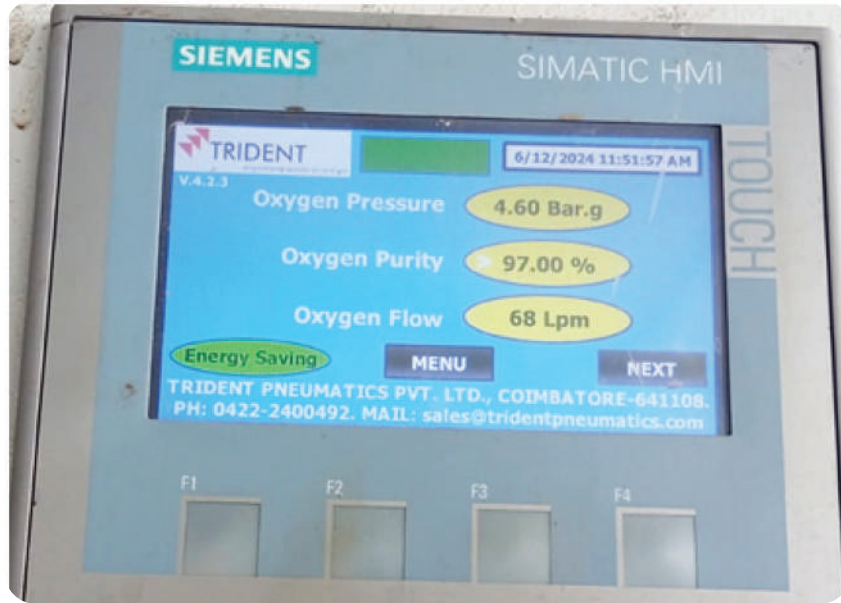 SIEMENS
SIMATIC HMI
TOUCH
TRIDENT
6/12/2024 11:51:57 AM
V.4.2.3
Oxygen Pressure 4.60 Bar.g
Oxygen Purity > 97.00 %
Oxygen Flow 68 Lpm
Energy Saving MENU NEXT
TRIDENT PNEUMATICS PVT. LTD., COIMBATORE-641108.
PH: 0422-2400492. MAIL: sales@tridentpneumatics.com
F1 F2 F3 F4